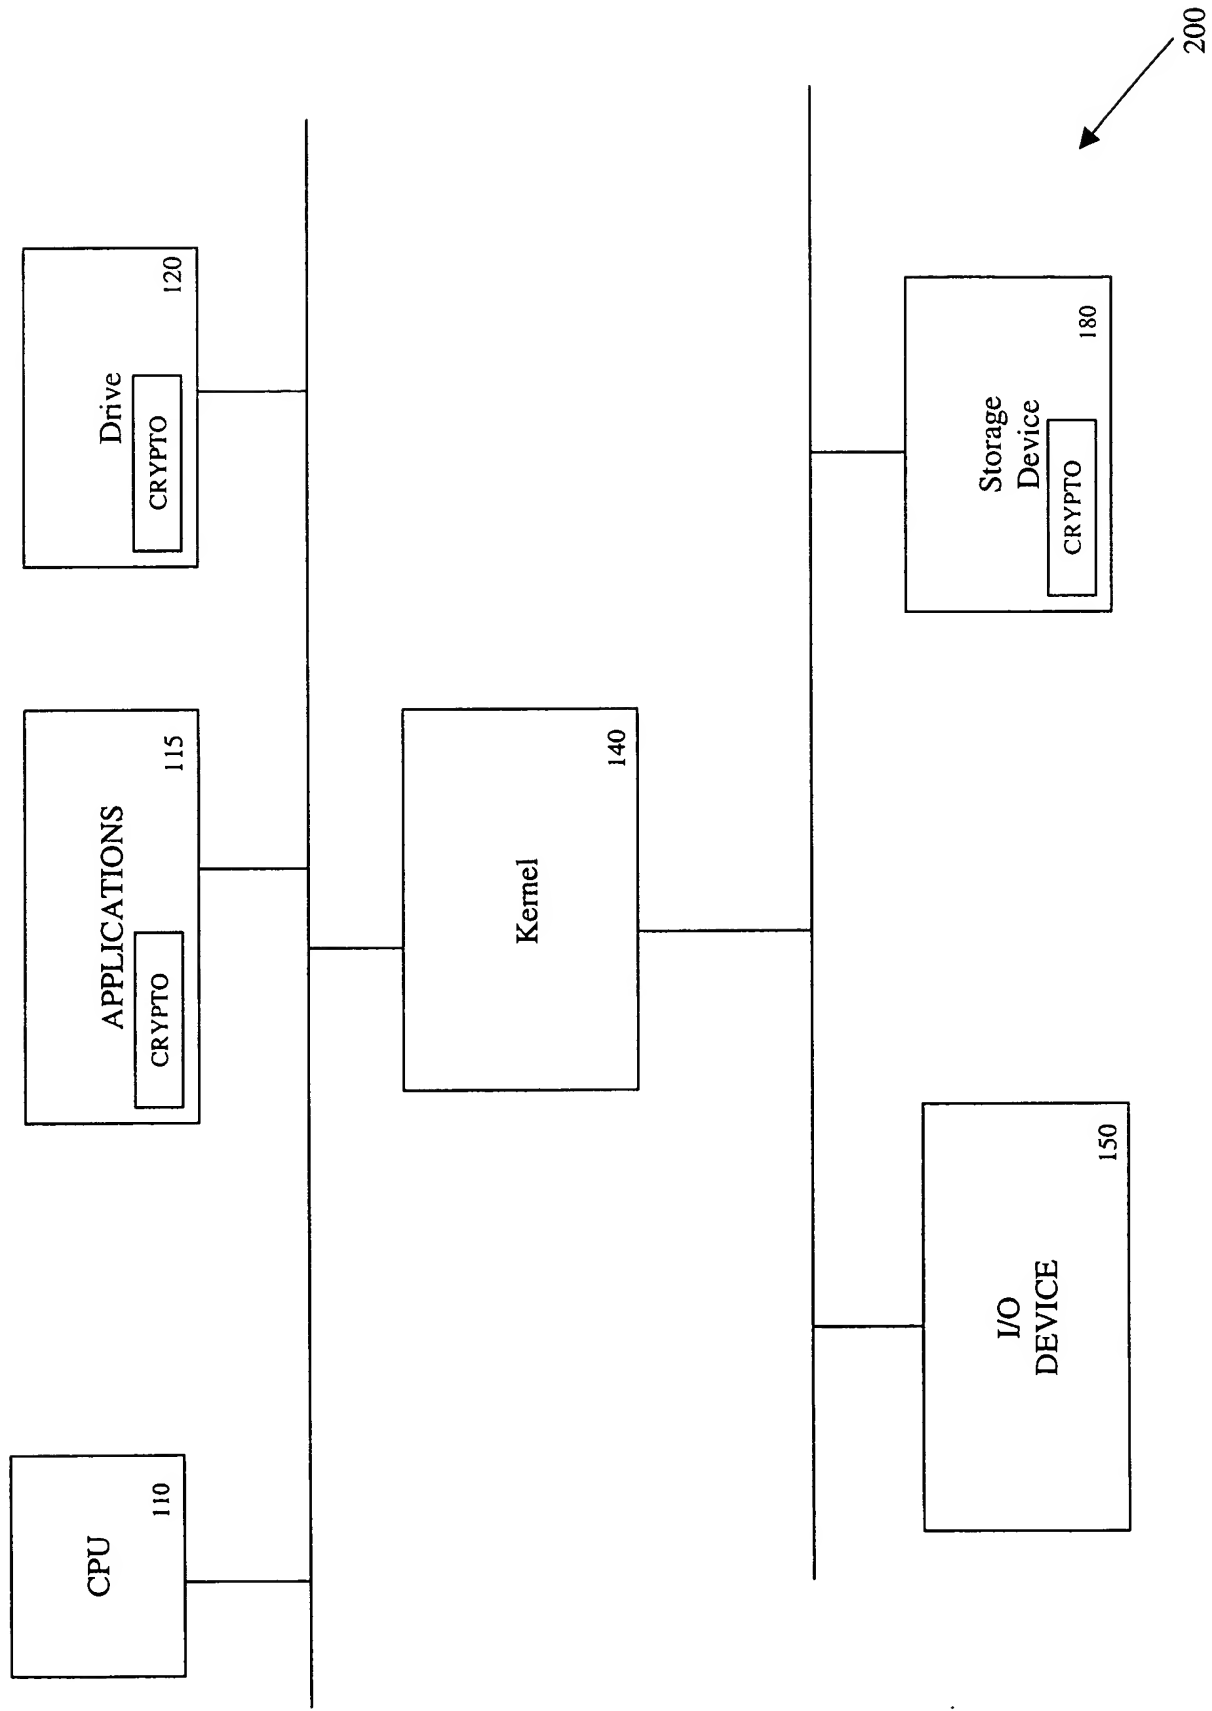 CPU
110
APPLICATIONS
CRYPTO
115
Drive
CRYPTO
120
Kernel
140
I/O
DEVICE
150
Storage
Device
CRYPTO
180
200